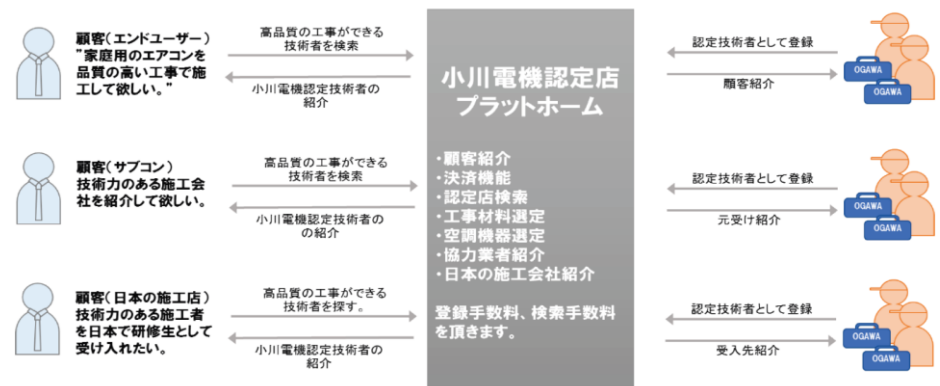 顧客（エンドユーザー）
”家庭用のエアコンを
品質の高い工事で施
工して欲しい。”
高品質の工事ができる
技術者を検索
小川電機認定技術者の
紹介
顧客（サブコン）
技術力のある施工会
社を紹介して欲しい。
高品質の工事ができる
技術者を検索
小川電機認定技術者の
の紹介
顧客（日本の施工店）
技術力のある施工者
を日本で研修生として
受け入れたい。
高品質の工事ができる
技術者を探す。
小川電機認定技術者の
紹介
小川電機認定店
プラットホーム
・顧客紹介
・決済機能
・認定店検索
・工事材料選定
・空調機器選定
・協力業者紹介
・日本の施工会社紹介
登録手数料、検索手数料
を頂きます。
認定技術者として登録
顧客紹介
OGAWA
OGAWA
認定技術者として登録
元受け紹介
OGAWA
OGAWA
認定技術者として登録
受入先紹介
OGAWA
OGAWA